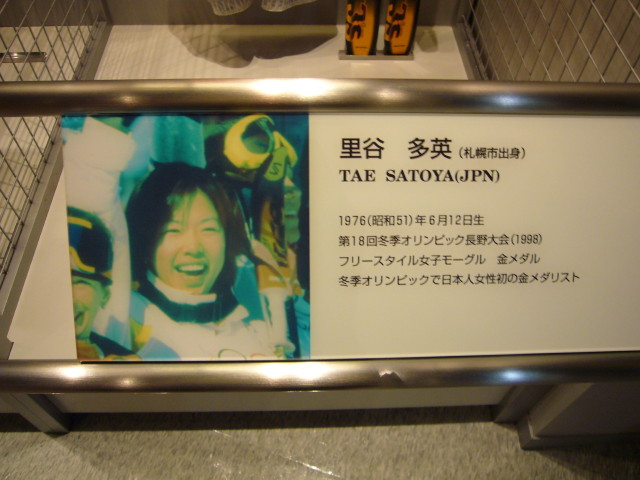 里谷 多英（札幌市出身）
TAE SATOYA(JPN)
1976（昭和51）年6月12日生
第18回冬季オリンピック長野大会（1998）
フリースタイル女子モーグル 金メダル
冬季オリンピックで日本人女性初の金メダリスト